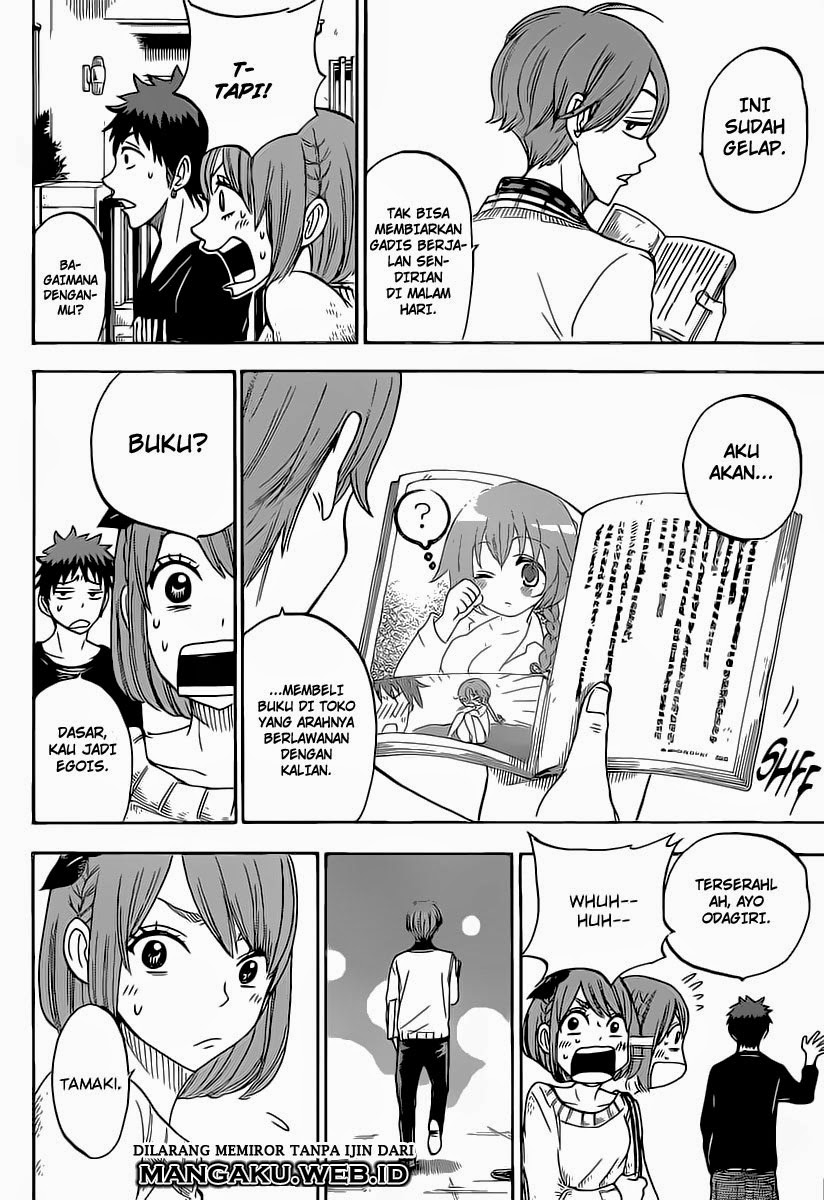 INI
SUDAH
GELAP.
TAK BISA
MEMBIARKAN
GADIS BERJA-
LAN SEN-
DIRIAN
DI MALAM
HARI.
T-
TAPI!
BA-
GAIMANA
DENGAN-
MU?
AKU
AKAN...
?
...MEMBELI
BUKU DI TOKO
YANG ARAHNYA
BERLAWANAN
DENGAN
KALIAN.
SHFF
BUKU?
DASAR,
KAU JADI
EGOIS.
TERSERAHL
AH, AYO
ODAGIRI.
WHUH--
HUH--
TAMAKI.
DILARANG MEMIROR TANPA IJIN DARI
MANGAKU.WEB.ID